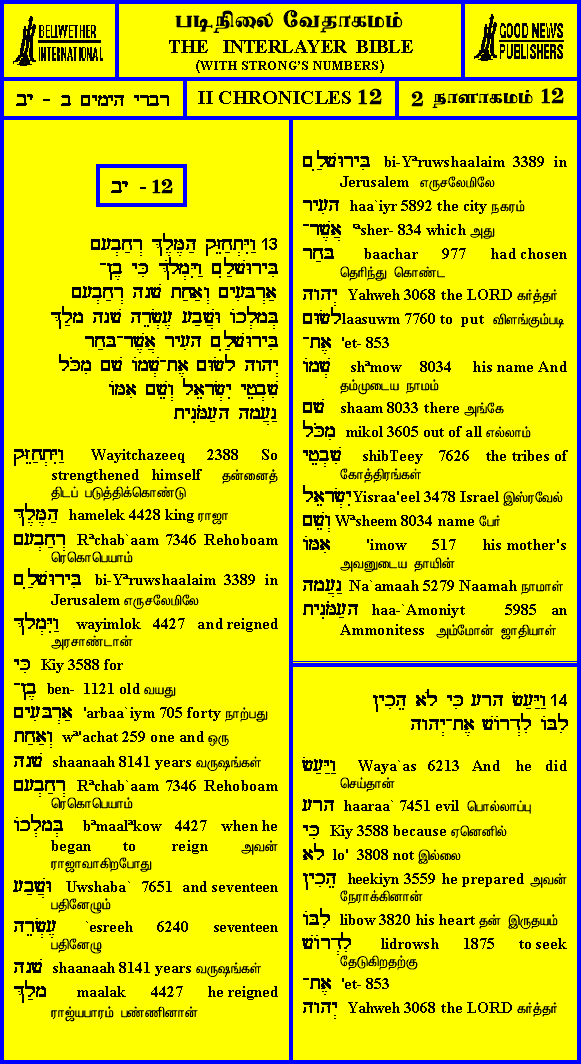 BELLWETHER
INTERNATIONAL
படிநிலை வேதாகமம்
THE INTERLAYER BIBLE
(WITH STRONG'S NUMBERS)
GOOD NEWS
PUBLISHERS
דברי הימים ב - יב
II CHRONICLES 12
2 நாளாகமம் 12
יב - 12
13 וַיִּתְחַזֵּק הַמֶּלֶךְ רְחַבְעָם
בִּירוּשָׁלִַם וַיִּמְלֹךְ כִּי בֶן־
אַרְבָּעִים וְאַחַת שָׁנָה רְחַבְעָם
בְּמָלְכוֹ וּשְׁבַע עֶשְׂרֵה שָׁנָה מָלַךְ
בִּירוּשָׁלִַם הָעִיר אֲשֶׁר־בָּחַר
יְהוָה לָשׂוּם אֶת־שְׁמוֹ שָׁם מִכֹּל
שִׁבְטֵי יִשְׂרָאֵל וְשֵׁם אִמּוֹ
נַעֲמָה הָעַמֹּנִית
וַיִּתְחַזֵּק Wayitchazeeq 2388 So
strengthened himself தன்னைத்
திடப் படுத்திக்கொண்டு
הַמֶּלֶךְ hamelek 4428 king ராஜா
רְחַבְעָם Rªchab`aam 7346 Rehoboam
ரெகொபெயாம்
בִּירוּשָׁלִַם bi-Yªruwshaalaim 3389 in
Jerusalem எருசலேமிலே
וַיִּמְלֹךְ wayimlok 4427 and reigned
அரசாண்டான்
כִּי Kiy 3588 for
בֶן־ ben- 1121 old வயது
אַרְבָּעִים 'arbaa`iym 705 forty நாற்பது
וְאַחַת wª'achat 259 one and ஒரு
שָׁנָה shaanaah 8141 years வருஷங்கள்
רְחַבְעָם Rªchab`aam 7346 Rehoboam
ரெகொபெயாம்
בְּמָלְכוֹ bªmaalªkow 4427 when he
began to reign அவன்
ராஜாவாகிறபோது
וּשְׁבַע Uwshaba` 7651 and seventeen
பதினேழும்
עֶשְׂרֵה `esreeh 6240 seventeen
பதினேழு
שָׁנָה shaanaah 8141 years வருஷங்கள்
מָלַךְ maalak 4427 he reigned
ராஜ்யபாரம் பண்ணினான்
בִּירוּשָׁלִַם bi-Yªruwshaalaim 3389 in
Jerusalem எருசலேமிலே
הָעִיר haa`iyr 5892 the city நகரம்
אֲשֶׁר־ ªsher- 834 which அது
בָּחַר baachar 977 had chosen
தெரிந்து கொண்ட
יְהוָה Yahweh 3068 the LORD கர்த்தர்
לָשׂוּם laasuwm 7760 to put விளங்கும்படி
אֶת־ 'et- 853
שְׁמוֹ shªmow 8034 his name And
தம்முடைய நாமம்
שָׁם shaam 8033 there அங்கே
מִכֹּל mikol 3605 out of all எல்லாம்
שִׁבְטֵי shibTeey 7626 the tribes of
கோத்திரங்கள்
יִשְׂרָאֵל Yisraa'eel 3478 Israel இஸ்ரவேல்
וְשֵׁם Wªsheem 8034 name பேர்
אִמּוֹ 'imow 517 his mother's
அவனுடைய தாயின்
נַעֲמָה Na`amaah 5279 Naamah நாமாள்
הָעַמֹּנִית haa-`Amoniyt 5985 an
Ammonitess அம்மோன் ஜாதியாள்
14 וַיַּעַשׂ הָרַע כִּי לֹא הֵכִין
לִבּוֹ לִדְרוֹשׁ אֶת־יְהוָה
וַיַּעַשׂ Waya`as 6213 And he did
செய்தான்
הָרַע haaraa` 7451 evil பொல்லாப்பு
כִּי Kiy 3588 because ஏனெனில்
לֹא lo' 3808 not இல்லை
הֵכִין heekiyn 3559 he prepared அவன்
நேராக்கினான்
לִבּוֹ libow 3820 his heart தன் இருதயம்
לִדְרוֹשׁ lidrowsh 1875 to seek
தேடுகிறதற்கு
אֶת־ 'et- 853
יְהוָה Yahweh 3068 the LORD கர்த்தர்